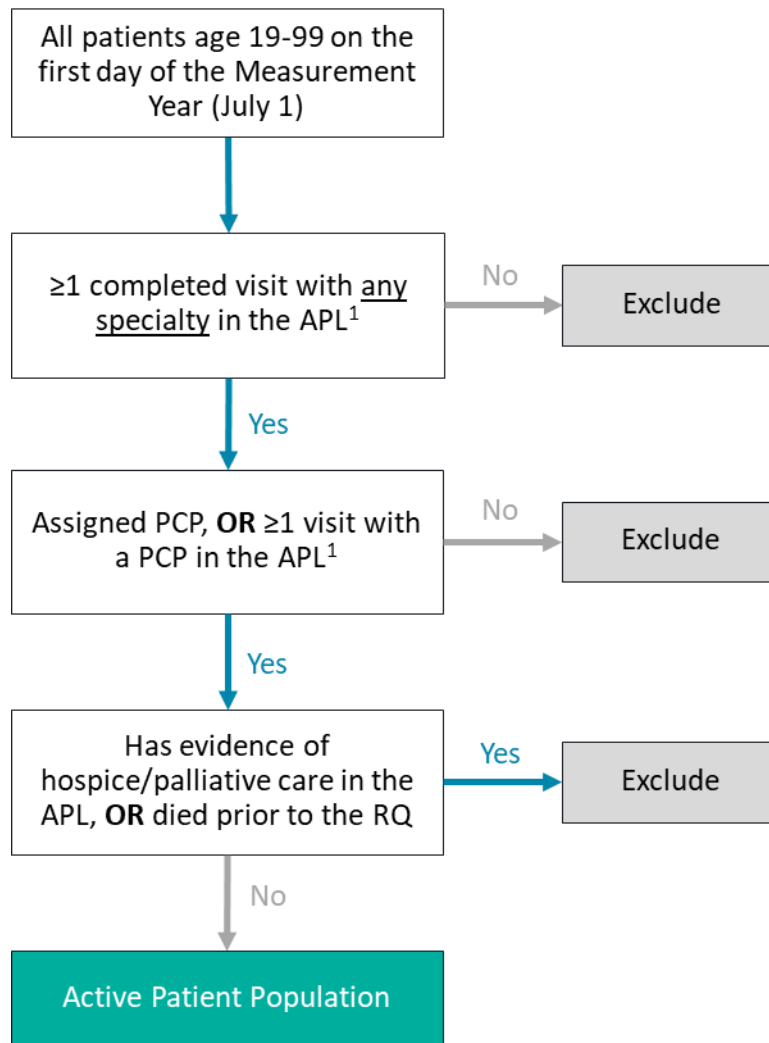 All patients age 19-99 on the
first day of the Measurement
Year (July 1)
≥1 completed visit with any
specialty in the APL¹
No
Exclude
Yes
Assigned PCP, OR ≥1 visit with
a PCP in the APL¹
No
Exclude
Yes
Has evidence of
hospice/palliative care in the
APL, OR died prior to the RQ
Yes
Exclude
No
Active Patient Population